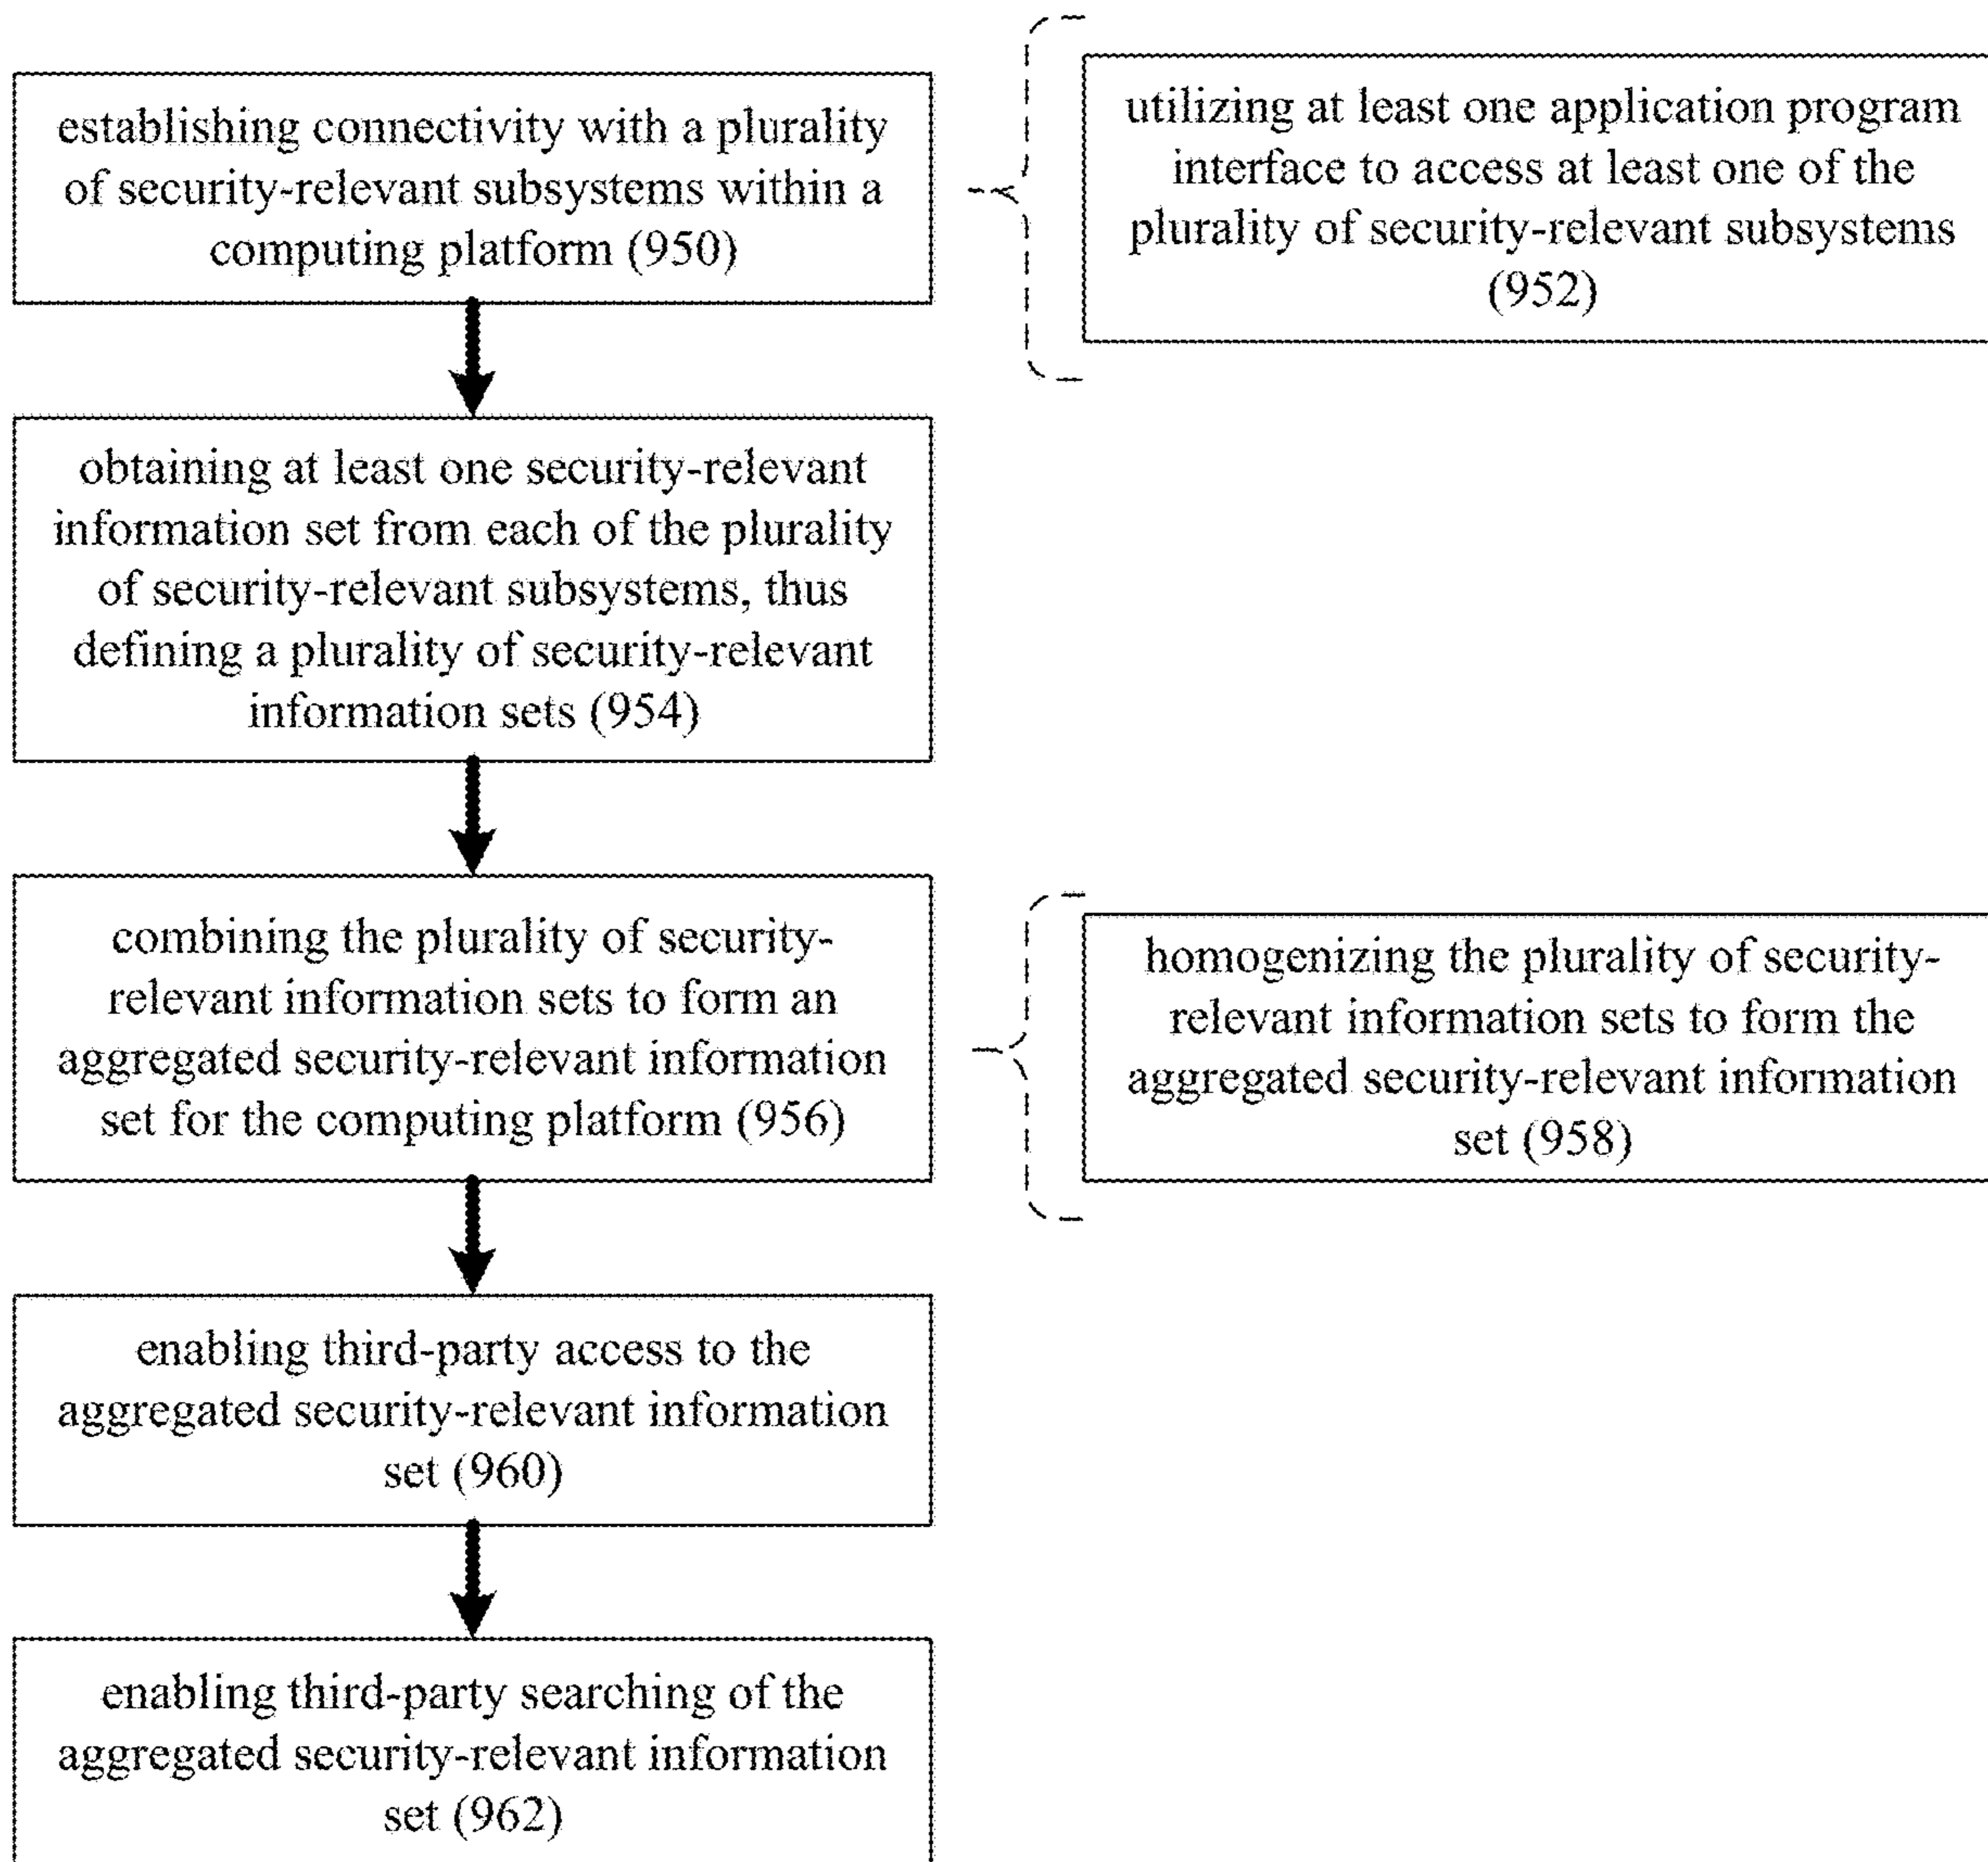 establishing connectivity with a plurality
of security-relevant subsystems within a
computing platform (950)
utilizing at least one application program
interface to access at least one of the
plurality of security-relevant subsystems
(952)
obtaining at least one security-relevant
information set from each of the plurality
of security-relevant subsystems, thus
defining a plurality of security-relevant
information sets (954)
combining the plurality of security-
relevant information sets to form an
aggregated security-relevant information
set for the computing platform (956)
homogenizing the plurality of security-
relevant information sets to form the
aggregated security-relevant information
set (958)
enabling third-party access to the
aggregated security-relevant information
set (960)
enabling third-party searching of the
aggregated security-relevant information
set (962)